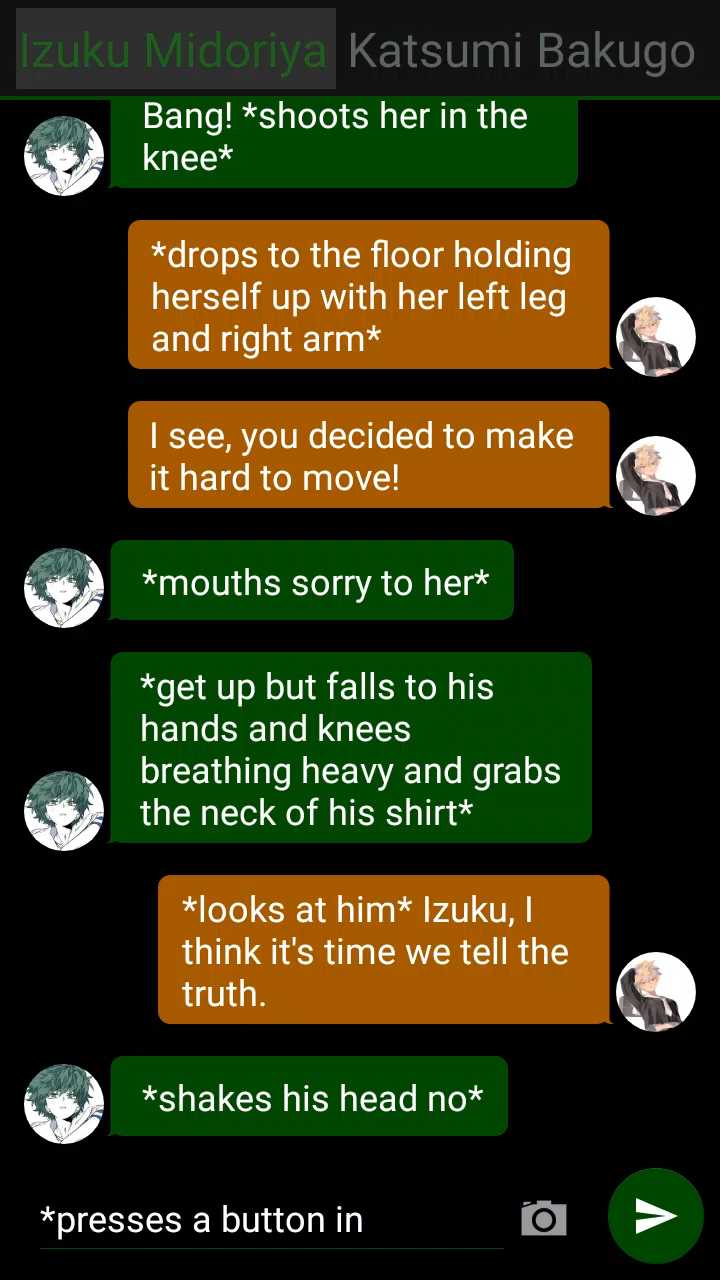 Izuku Midoriya Katsumi Bakugo
Bang! *shoots her in the
knee*
*drops to the floor holding
herself up with her left leg
and right arm*
I see, you decided to make
it hard to move!
*mouths sorry to her*
*get up but falls to his
hands and knees
breathing heavy and grabs
the neck of his shirt*
*looks at him* Izuku, I
think it's time we tell the
truth.
*shakes his head no*
*presses a button in